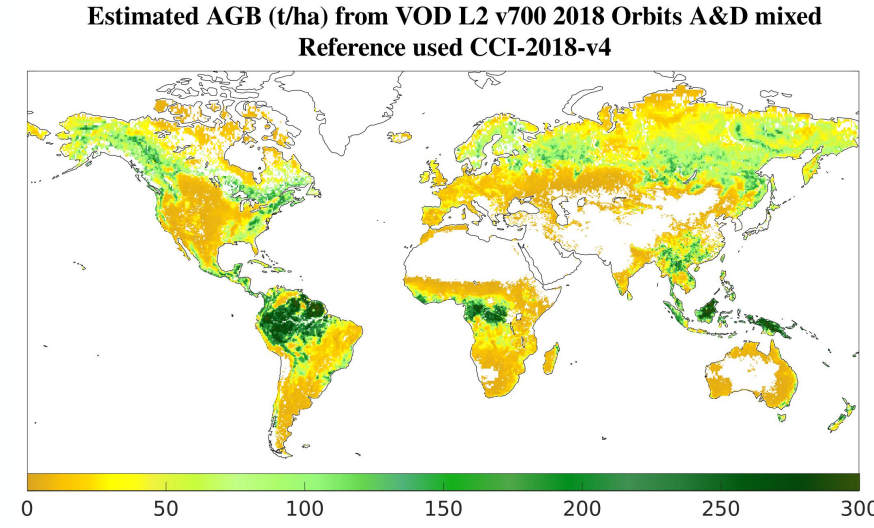 Estimated AGB (t/ha) from VOD L2 v700 2018 Orbits A&D mixed
Reference used CCI-2018-v4
0 50 100 150 200 250 300